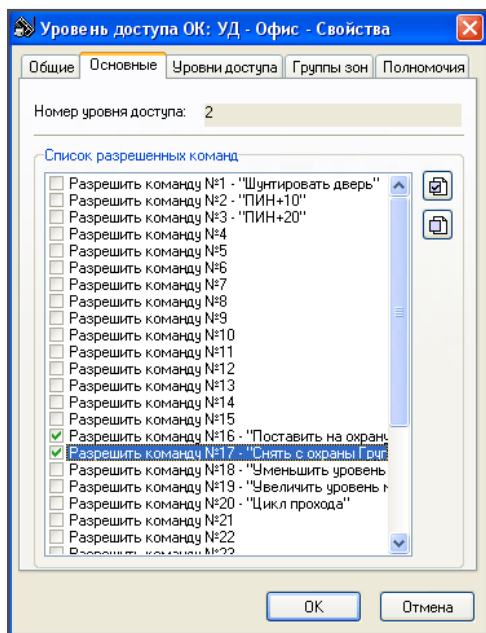 Уровень доступа ОК: УД - Офис - Свойства
Общие Основные Уровни доступа Группы зон Полномочия
Номер уровня доступа: 2
Список разрешенных команд
Разрешить команду №1 - "Шунтировать дверь"
Разрешить команду №2 - "ПИН+10"
Разрешить команду №3 - "ПИН+20"
Разрешить команду №4
Разрешить команду №5
Разрешить команду №6
Разрешить команду №7
Разрешить команду №8
Разрешить команду №9
Разрешить команду №10
Разрешить команду №11
Разрешить команду №12
Разрешить команду №13
Разрешить команду №14
Разрешить команду №15
Разрешить команду №16 - "Поставить на охрану
Разрешить команду №17 - "Снять с охраны Груп
Разрешить команду №18 - "Уменьшить уровень
Разрешить команду №19 - "Увеличить уровень
Разрешить команду №20 - "Цикл прохода"
Разрешить команду №21
Разрешить команду №22
Разрешить команду №23
ОК Отмена